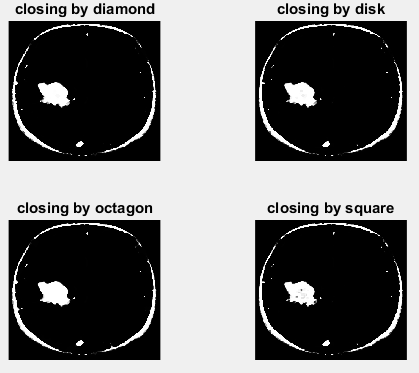 closing by diamond
closing by disk
closing by octagon
closing by square